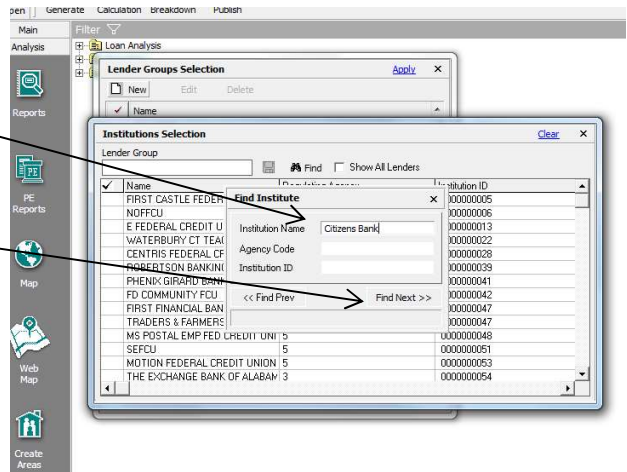 Generate Calculation Breakdown Publish
Main
Filter
Analysis
Loan Analysis
Lender Groups Selection Apply
New Edit Delete
Name
Reports
Institutions Selection Clear
Lender Group
Find Show All Lenders
Name Regulating Agency Institution ID
FIRST CASTLE FEDER 0000000005
NOFFCU 0000000006
E FEDERAL CREDIT U 0000000013
WATERBURY CT TEAC 0000000022
CENTRIS FEDERAL CF 0000000028
ROBERTSON BANKING 0000000039
PHENIX GIRARD BANK 0000000041
FD COMMUNITY FCU 0000000042
FIRST FINANCIAL BAN 0000000047
TRADERS & FARMERS 0000000047
MS POSTAL EMP FED CREDIT UNI 5 0000000048
SEFCU 5 0000000051
MOTION FEDERAL CREDIT UNION 5 0000000053
THE EXCHANGE BANK OF ALABAM 3 0000000054
Find Institute
Institution Name Citizens Bank
Agency Code
Institution ID
<< Find Prev Find Next >>
PE
Reports
Map
Web
Map
Create
Areas